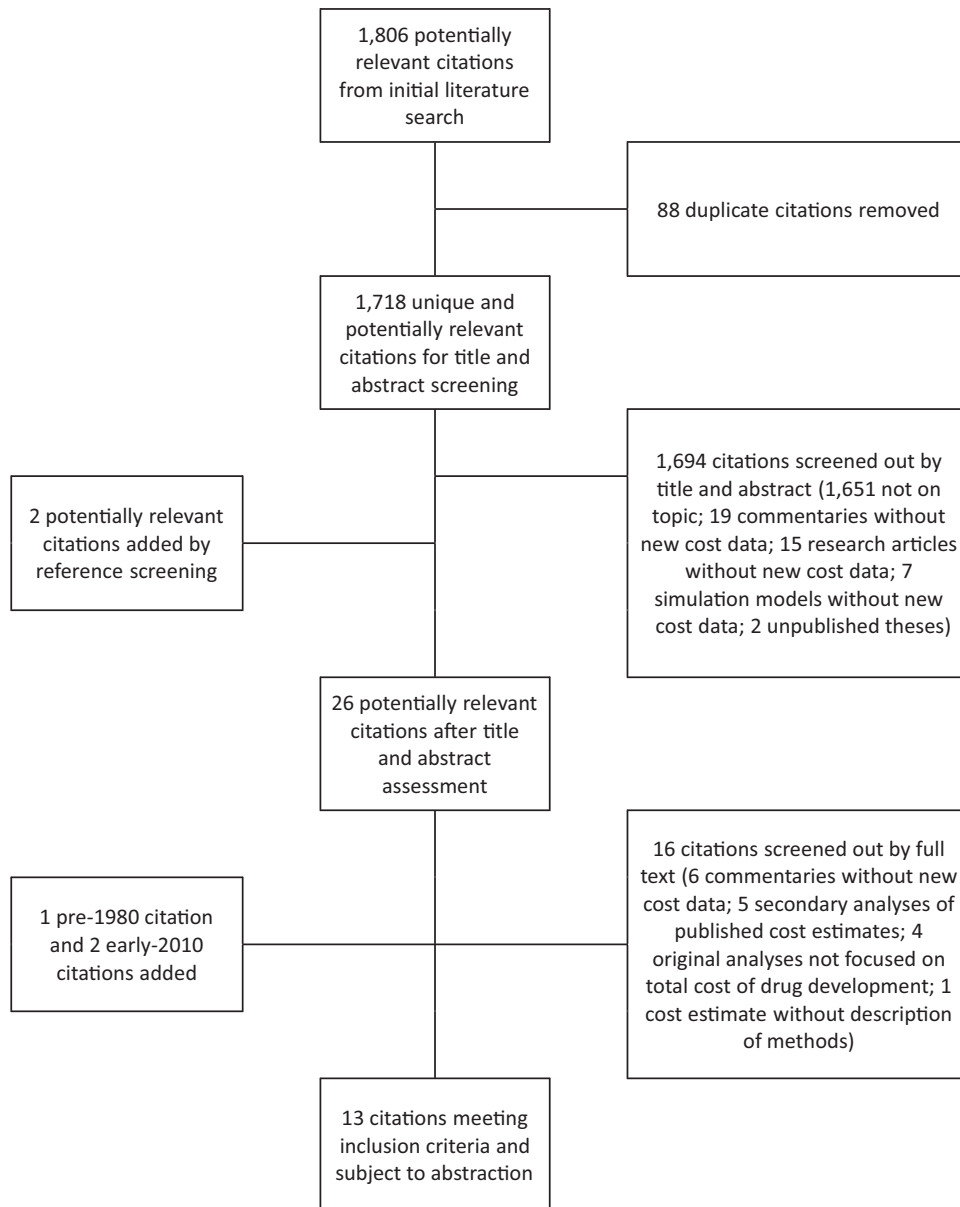 1,806 potentially
relevant citations
from initial literature
search
88 duplicate citations removed
1,718 unique and
potentially relevant
citations for title and
abstract screening
1,694 citations screened out by
title and abstract (1,651 not on
topic; 19 commentaries without
new cost data; 15 research articles
without new cost data; 7
simulation models without new
cost data; 2 unpublished theses)
2 potentially relevant
citations added by
reference screening
26 potentially relevant
citations after title
and abstract
assessment
16 citations screened out by full
text (6 commentaries without new
cost data; 5 secondary analyses of
published cost estimates; 4
original analyses not focused on
total cost of drug development; 1
cost estimate without description
of methods)
1 pre-1980 citation
and 2 early-2010
citations added
13 citations meeting
inclusion criteria and
subject to abstraction